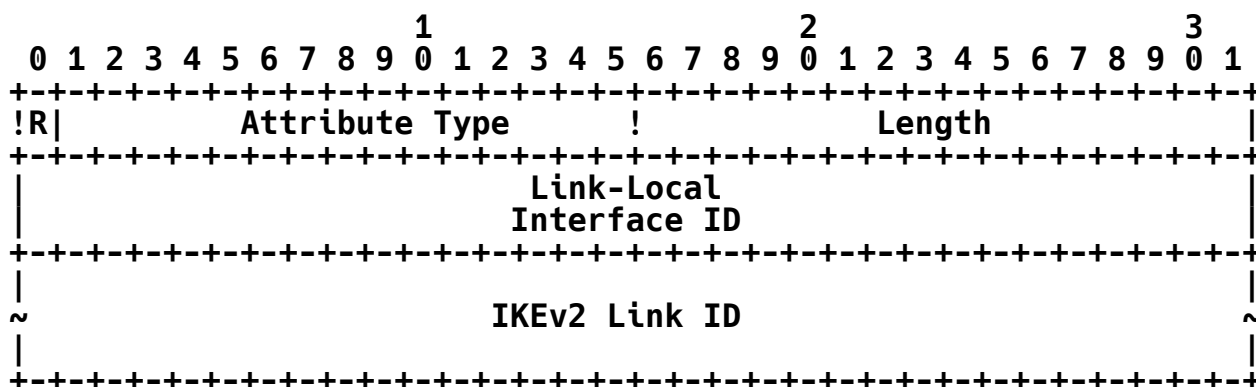 1                   2                   3
 0 1 2 3 4 5 6 7 8 9 0 1 2 3 4 5 6 7 8 9 0 1 2 3 4 5 6 7 8 9 0 1
+-+-+-+-+-+-+-+-+-+-+-+-+-+-+-+-+-+-+-+-+-+-+-+-+-+-+-+-+-+-+-+-+
!R|         Attribute Type      !            Length             |
+-+-+-+-+-+-+-+-+-+-+-+-+-+-+-+-+-+-+-+-+-+-+-+-+-+-+-+-+-+-+-+-+
|                          Link-Local                           |
|                         Interface ID                          |
+-+-+-+-+-+-+-+-+-+-+-+-+-+-+-+-+-+-+-+-+-+-+-+-+-+-+-+-+-+-+-+-+
|                                                               |
~                        IKEv2 Link ID                          ~
|                                                               |
+-+-+-+-+-+-+-+-+-+-+-+-+-+-+-+-+-+-+-+-+-+-+-+-+-+-+-+-+-+-+-+-+